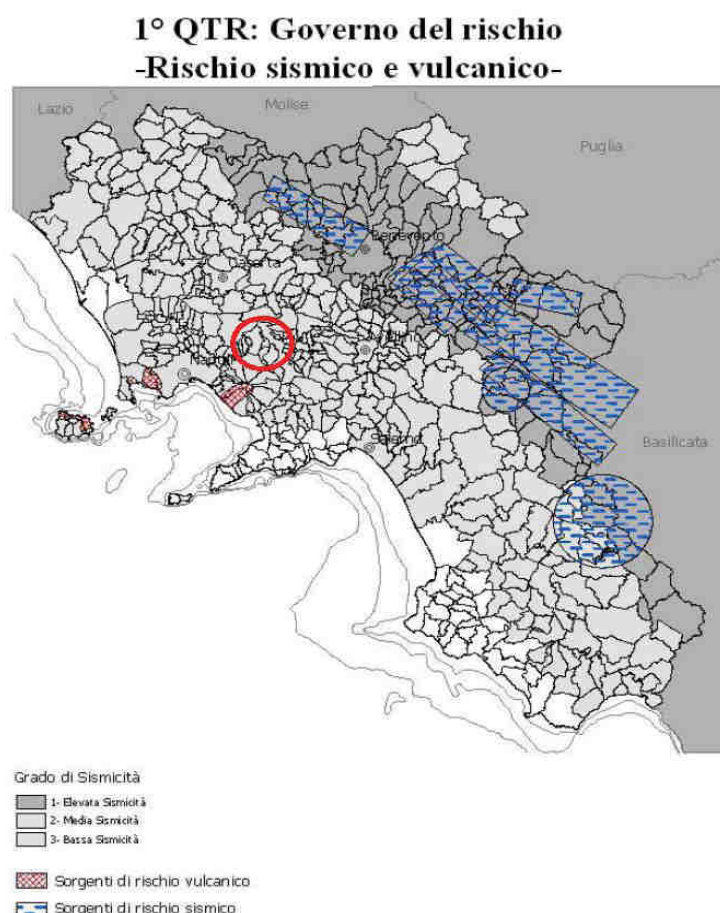 1° QTR: Governo del rischio
-Rischio sismico e vulcanico-
Lazio
Molise
Puglia
Benevento
Caserta
Avellino
Napoli
Basilicata
Salerno
Grado di Sismicità
1- Elevata Sismicità
2- Media Sismicità
3- Bassa Sismicità
Sorgenti di rischio vulcanico
Sorgenti di rischio sismico